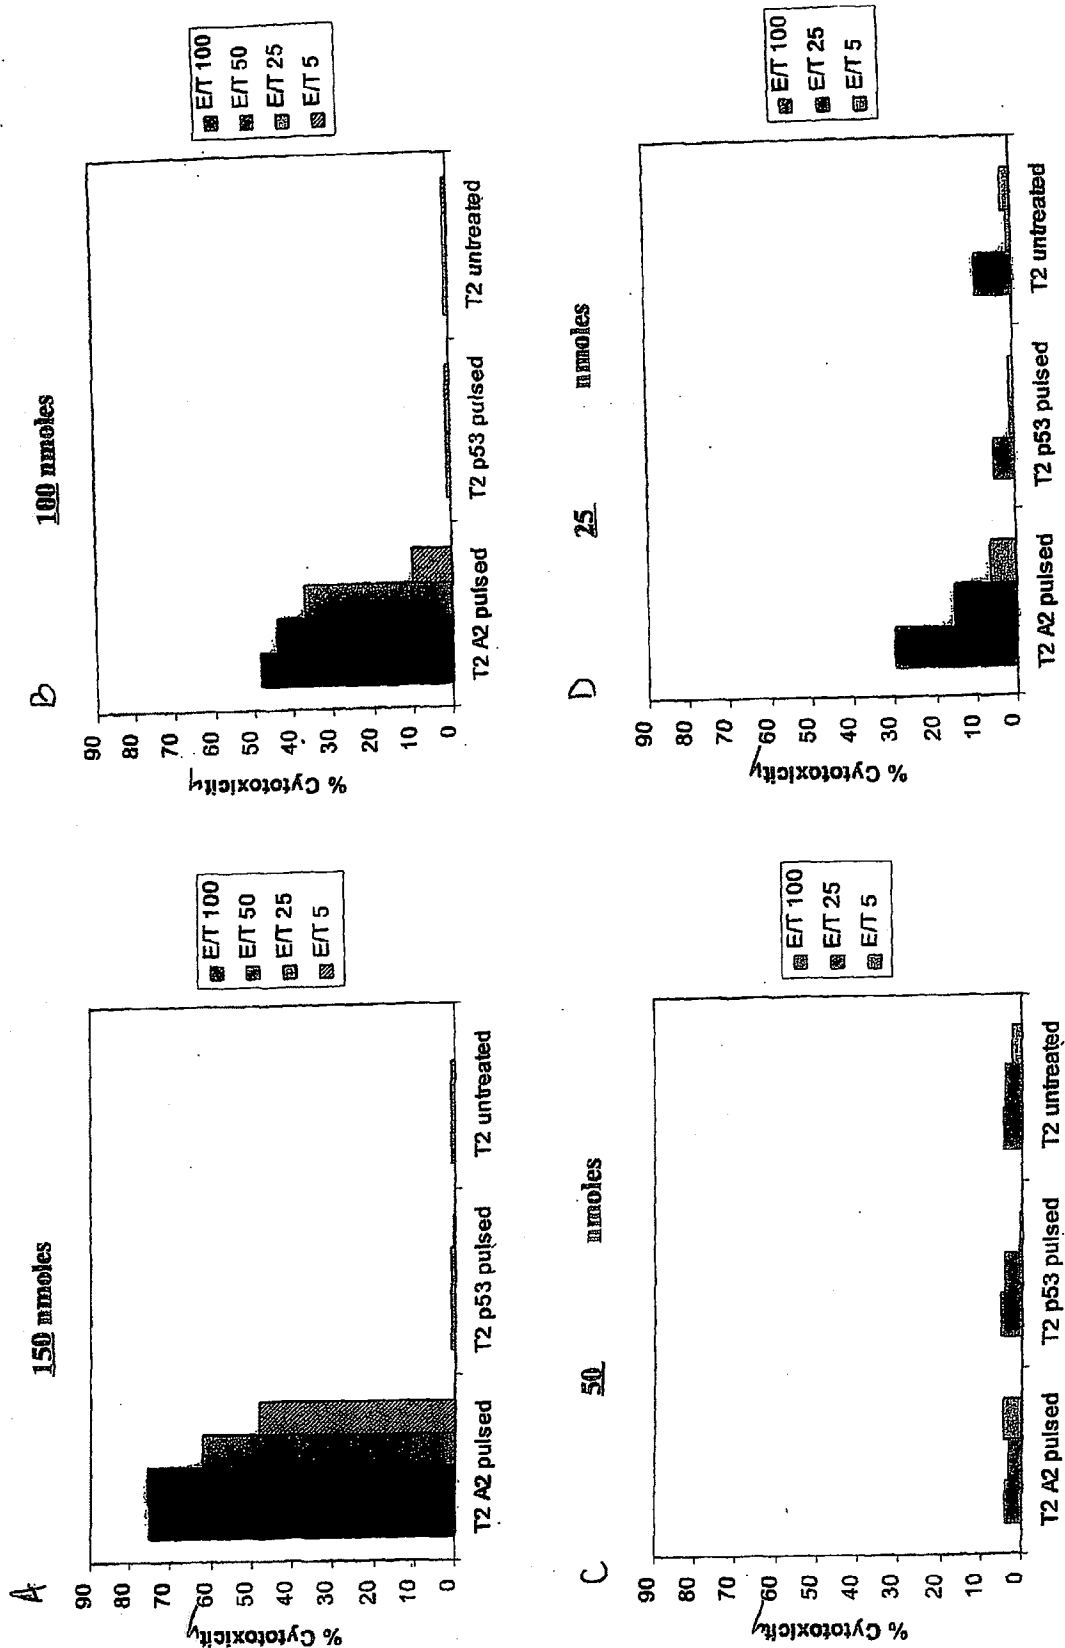 A
150 nmoles
% Cytotoxicity
90
80
70
60
50
40
30
20
10
0
T2 A2 pulsed
T2 p53 pulsed
T2 untreated
E/T 100
E/T 50
E/T 25
E/T 5
B
100 nmoles
% Cytotoxicity
90
80
70
60
50
40
30
20
10
0
T2 A2 pulsed
T2 p53 pulsed
T2 untreated
E/T 100
E/T 50
E/T 25
E/T 5
C
50 nmoles
% Cytotoxicity
90
80
70
60
50
40
30
20
10
0
T2 A2 pulsed
T2 p53 pulsed
T2 untreated
E/T 100
E/T 25
E/T 5
D
25 nmoles
% Cytotoxicity
90
80
70
60
50
40
30
20
10
0
T2 A2 pulsed
T2 p53 pulsed
T2 untreated
E/T 100
E/T 25
E/T 5